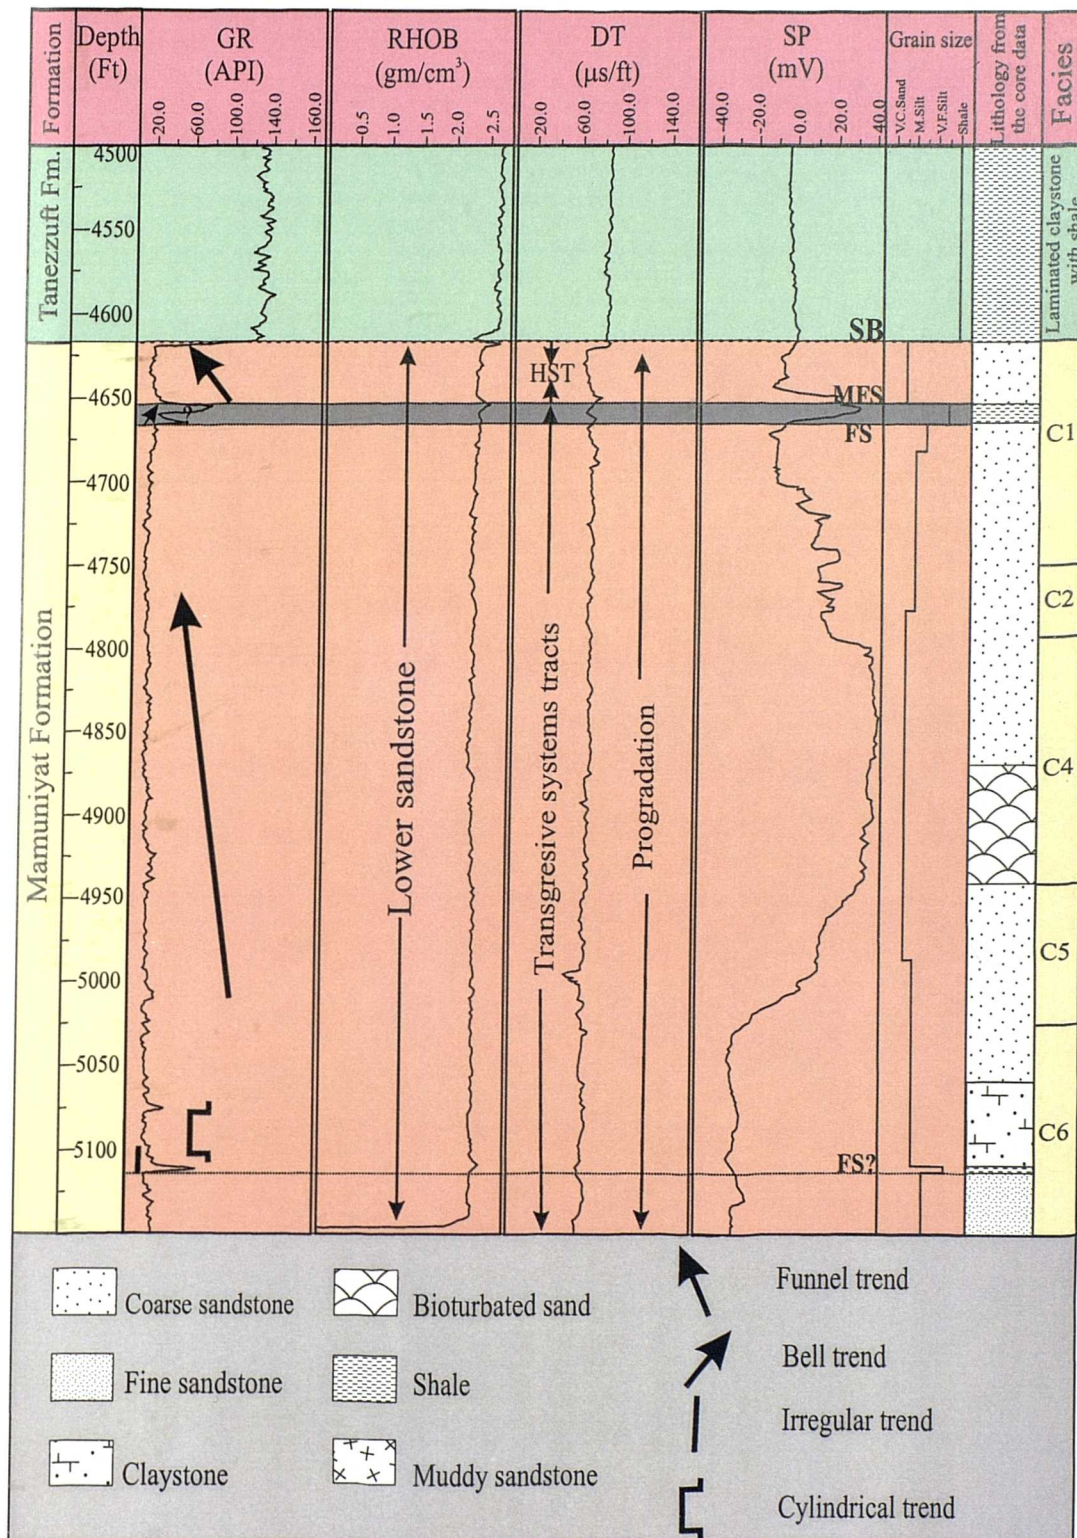 Formation
Depth
(Ft)
GR
(API)
RHOB
(gm/cm³)
DT
(µs/ft)
SP
(mV)
Grain size
Lithology from
the core data
Facies
20.0
60.0
100.0
140.0
160.0
0.5
1.0
1.5
2.0
2.5
20.0
60.0
100.0
140.0
-40.0
-20
0.0
20.0
40.0
V.C.Sand
M.Silt
V.F.Silt
Shale
Tanezzuft Fm.
Mamuniyat Formation
4500
4550
4600
4650
4700
4750
4800
4850
4900
4950
5000
5050
5100
Lower sandstone
HST
Transgresive systems tracts
Progradation
SB
MFS
FS
FS?
Laminated claystone
with shale
C1
C2
C4
C5
C6
Coarse sandstone
Bioturbated sand
Funnel trend
Fine sandstone
Shale
Bell trend
Irregular trend
Claystone
Muddy sandstone
Cylindrical trend